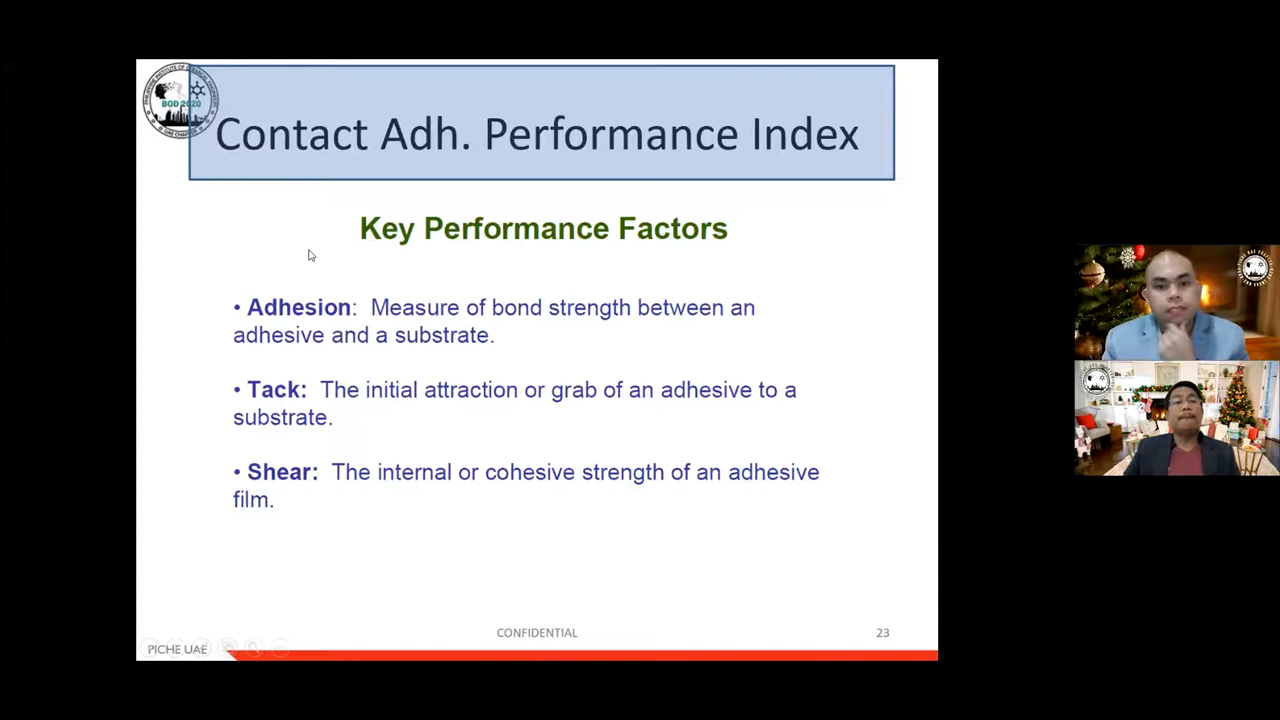 BOD 2020
Contact Adh. Performance Index
Key Performance Factors
• Adhesion: Measure of bond strength between an
adhesive and a substrate.
• Tack: The initial attraction or grab of an adhesive to a
substrate.
• Shear: The internal or cohesive strength of an adhesive
film.
CONFIDENTIAL
23
PICHE UAE